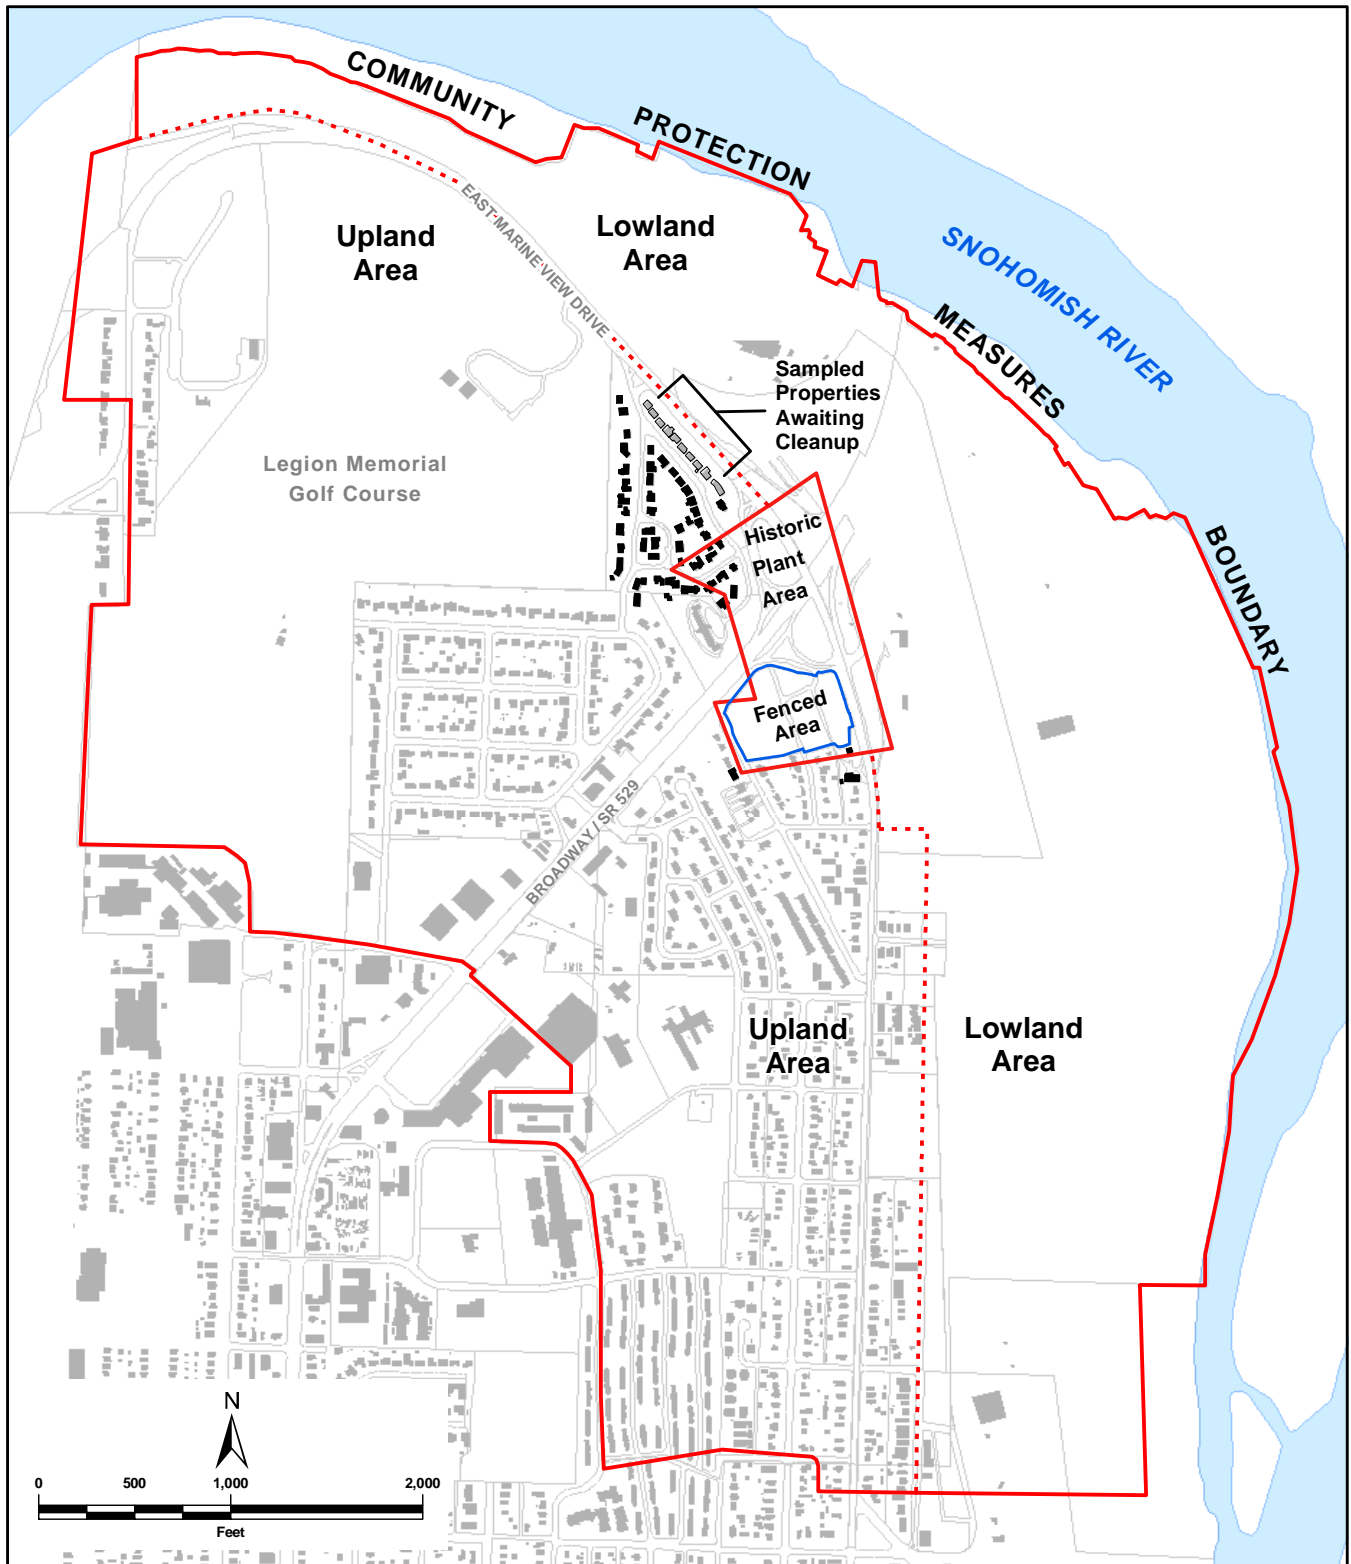 COMMUNITY
PROTECTION
MEASURES
BOUNDARY
SNOHOMISH RIVER
EAST MARINE VIEW DRIVE
Upland
Area
Lowland
Area
Sampled
Properties
Awaiting
Cleanup
Legion Memorial
Golf Course
Historic
Plant
Area
Fenced
Area
BROADWAY / SR 529
Upland
Area
Lowland
Area
N
0 500 1,000 2,000
Feet